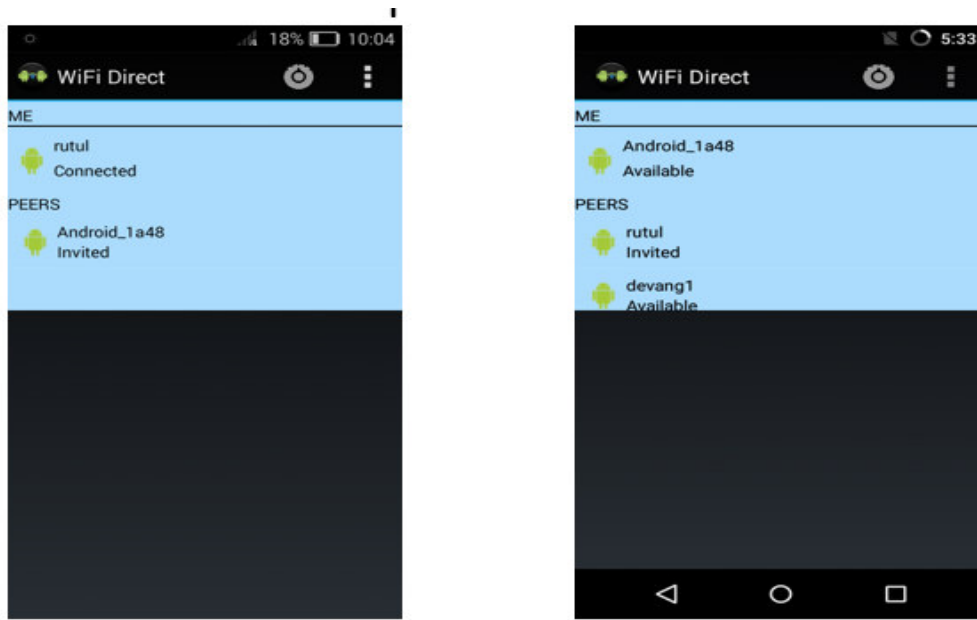 18% 10:04
WiFi Direct
ME
rutul
Connected
PEERS
Android_1a48
Invited
5:33
WiFi Direct
ME
Android_1a48
Available
PEERS
rutul
Invited
devang1
Available